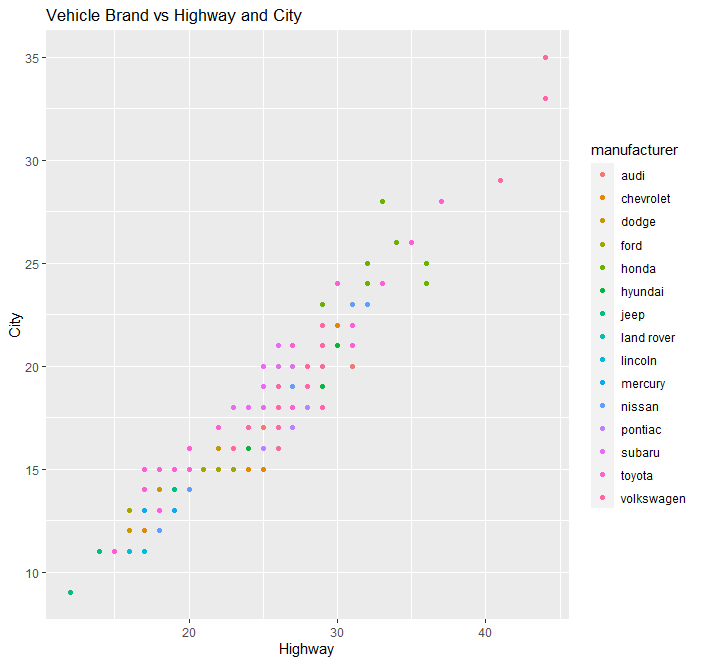 Vehicle Brand vs Highway and City
35
30
25
20
15
10
City
20 30 40
Highway
manufacturer
audi
chevrolet
dodge
ford
honda
hyundai
jeep
land rover
lincoln
mercury
nissan
pontiac
subaru
toyota
volkswagen